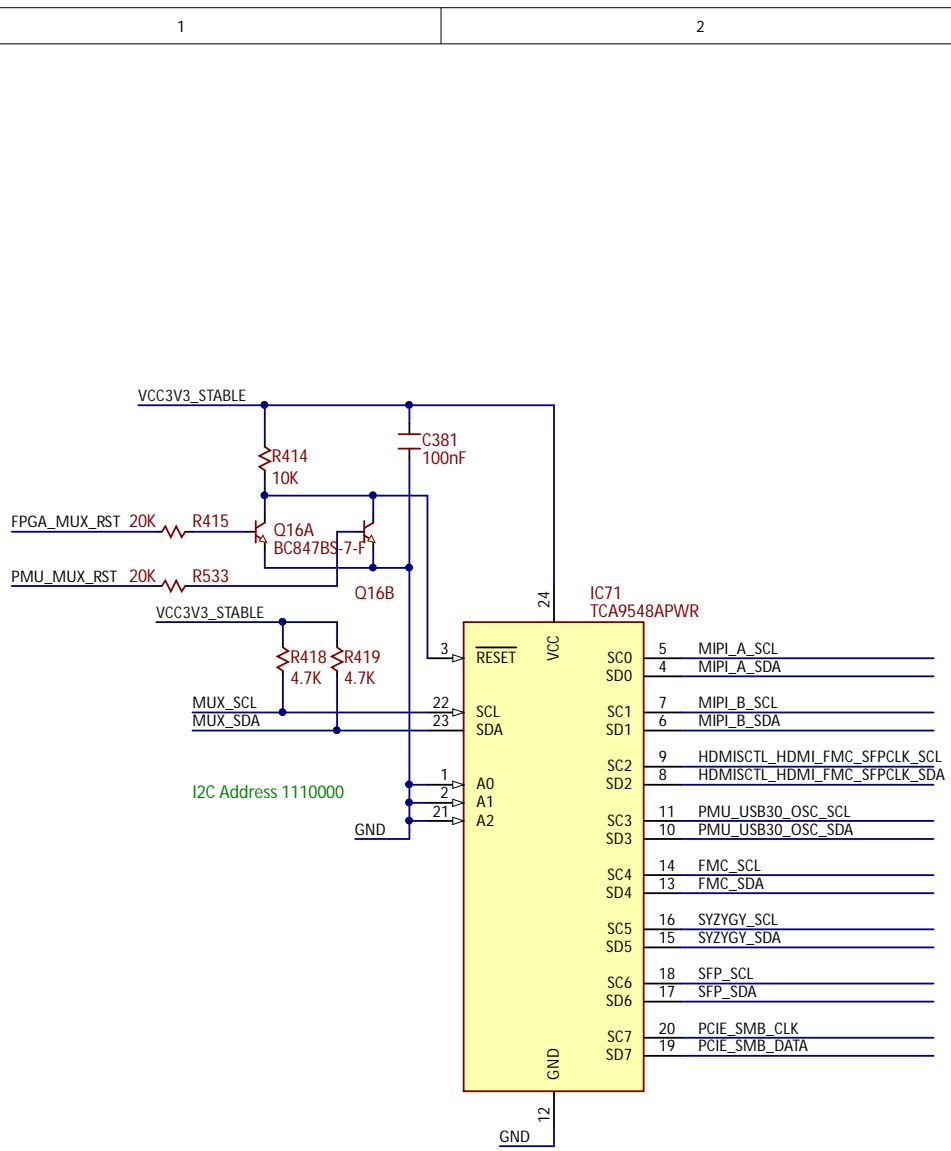 1
2
VCC3V3_STABLE
R414
10K
C381
100nF
FPGA_MUX_RST 20K R415
Q16A
BC847BS-7-F
PMU_MUX_RST 20K R533
Q16B
VCC3V3_STABLE
R418
4.7K
R419
4.7K
MUX_SCL
MUX_SDA
I2C Address 1110000
GND
IC71
TCA9548APWR
24
VCC
3 RESET
22 SCL
23 SDA
1 A0
2 A1
21 A2
SC0 5 MIPI_A_SCL
SD0 4 MIPI_A_SDA
SC1 7 MIPI_B_SCL
SD1 6 MIPI_B_SDA
SC2 9 HDMISCTL_HDMI_FMC_SFPCLK_SCL
SD2 8 HDMISCTL_HDMI_FMC_SFPCLK_SDA
SC3 11 PMU_USB30_OSC_SCL
SD3 10 PMU_USB30_OSC_SDA
SC4 14 FMC_SCL
SD4 13 FMC_SDA
SC5 16 SYZYGY_SCL
SD5 15 SYZYGY_SDA
SC6 18 SFP_SCL
SD6 17 SFP_SDA
SC7 20 PCIE_SMB_CLK
SD7 19 PCIE_SMB_DATA
GND
12
GND